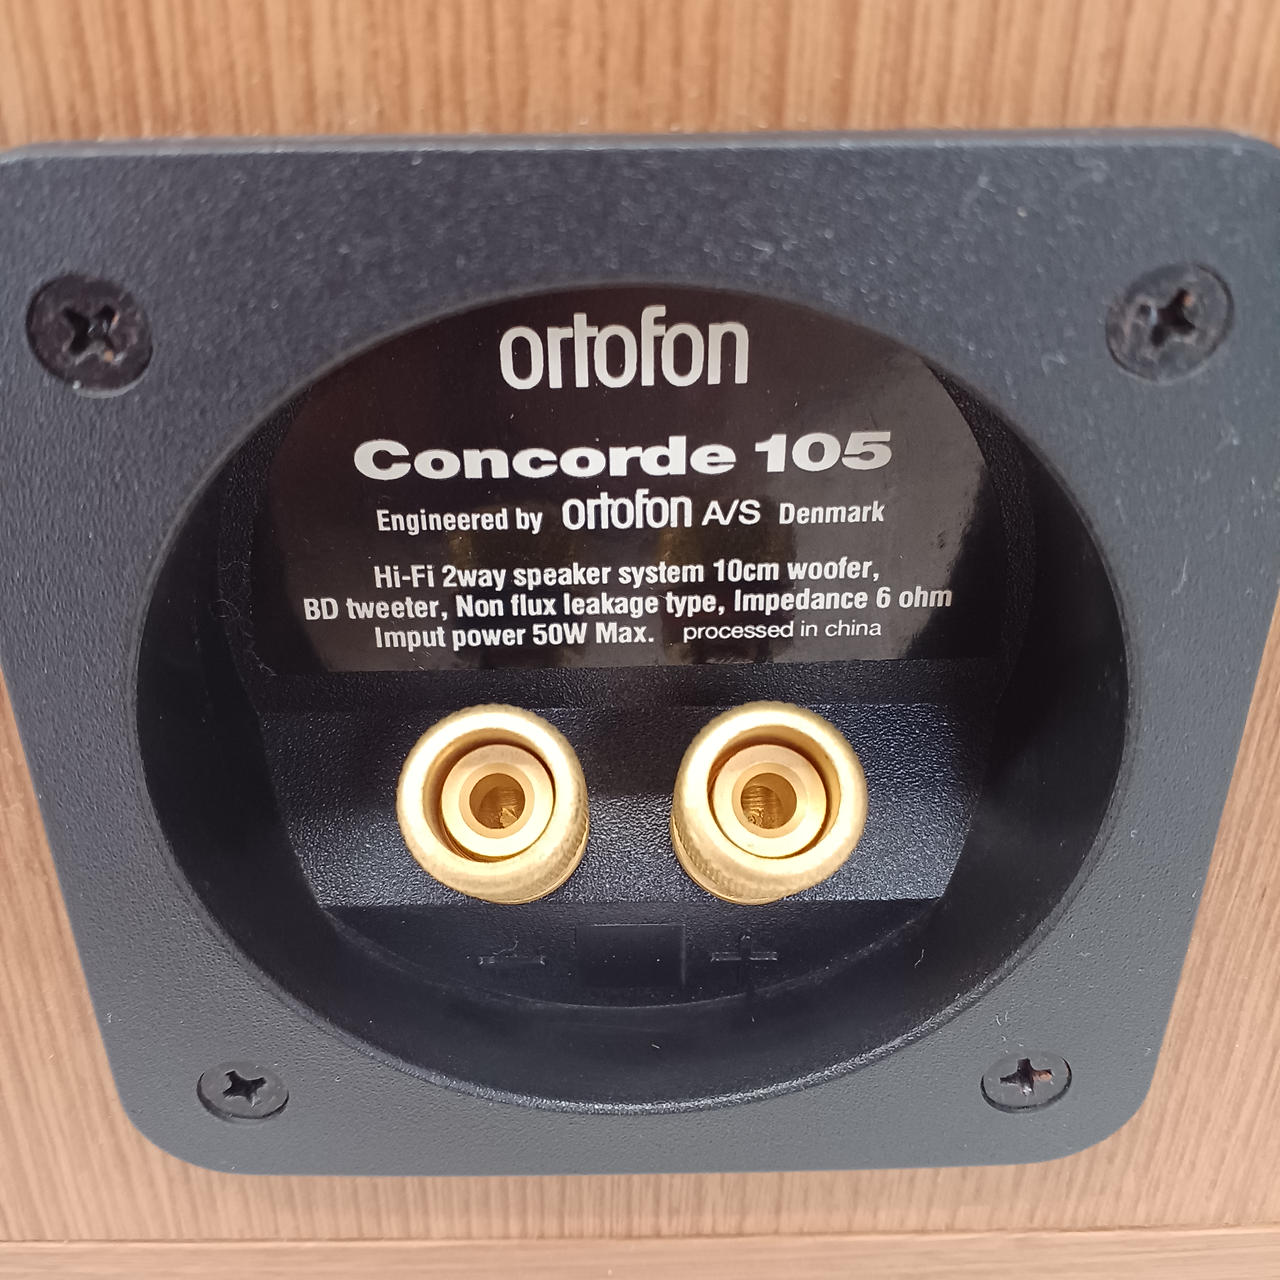 ortofon
Concorde 105
Engineered by ortofon A/S Denmark
Hi-Fi 2way speaker system 10cm woofer,
BD tweeter, Non flux leakage type, Impedance 6 ohm
Imput power 50W Max. processed in china
- +